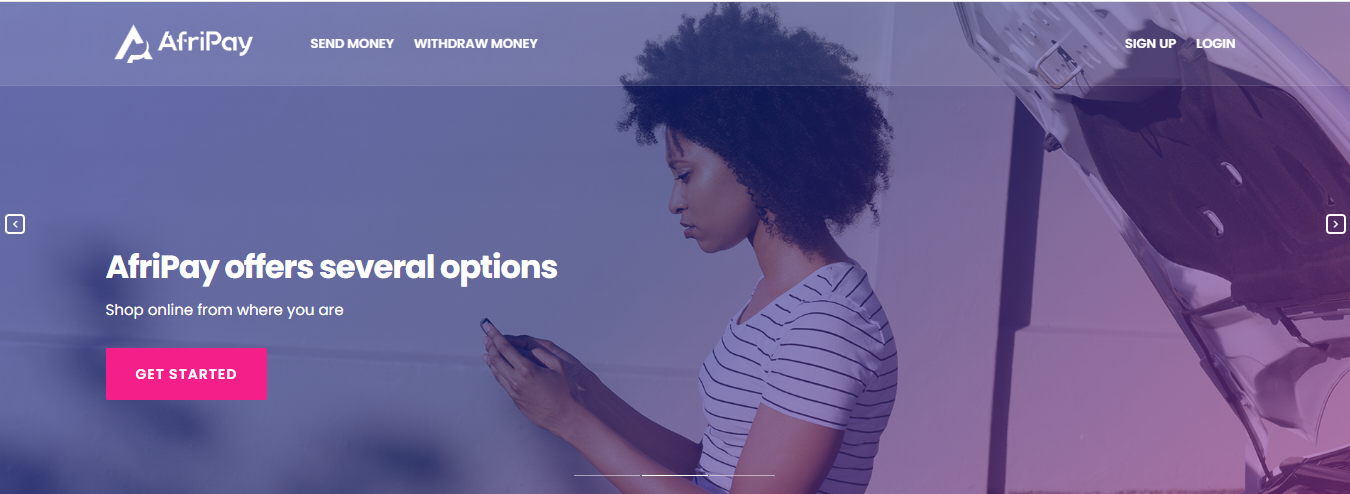 AfriPay
SEND MONEY WITHDRAW MONEY
SIGN UP LOGIN
AfriPay offers several options
Shop online from where you are
GET STARTED